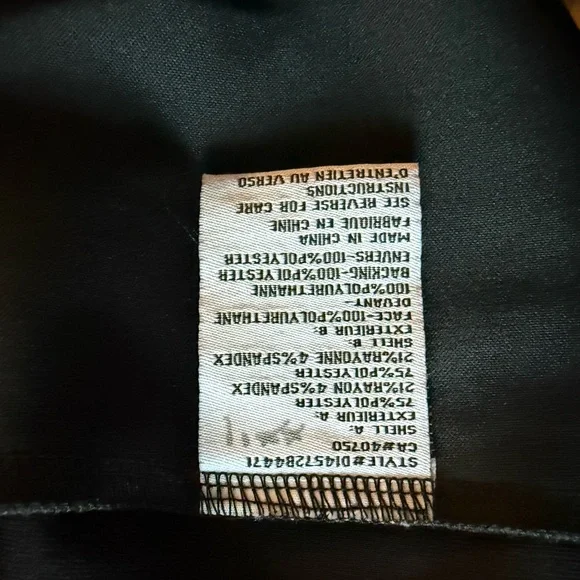 STYLE#D14572B4471
CA#40750
SHELL A:
EXTERIEUR A:
75%POLYESTER
21%RAYON 4%SPANDEX
75%POLYESTER
21%RAYONNE 4%SPANDEX
SHELL B:
EXTERIEUR B:
FACE-100%POLYURETHANE
DEVANT-
100%POLYURETHANNE
BACKING-100%POLYESTER
ENVERS-100%POLYESTER
MADE IN CHINA
FABRIQUE EN CHINE
SEE REVERSE FOR CARE
INSTRUCTIONS
D'ENTRETIEN AU VERSO